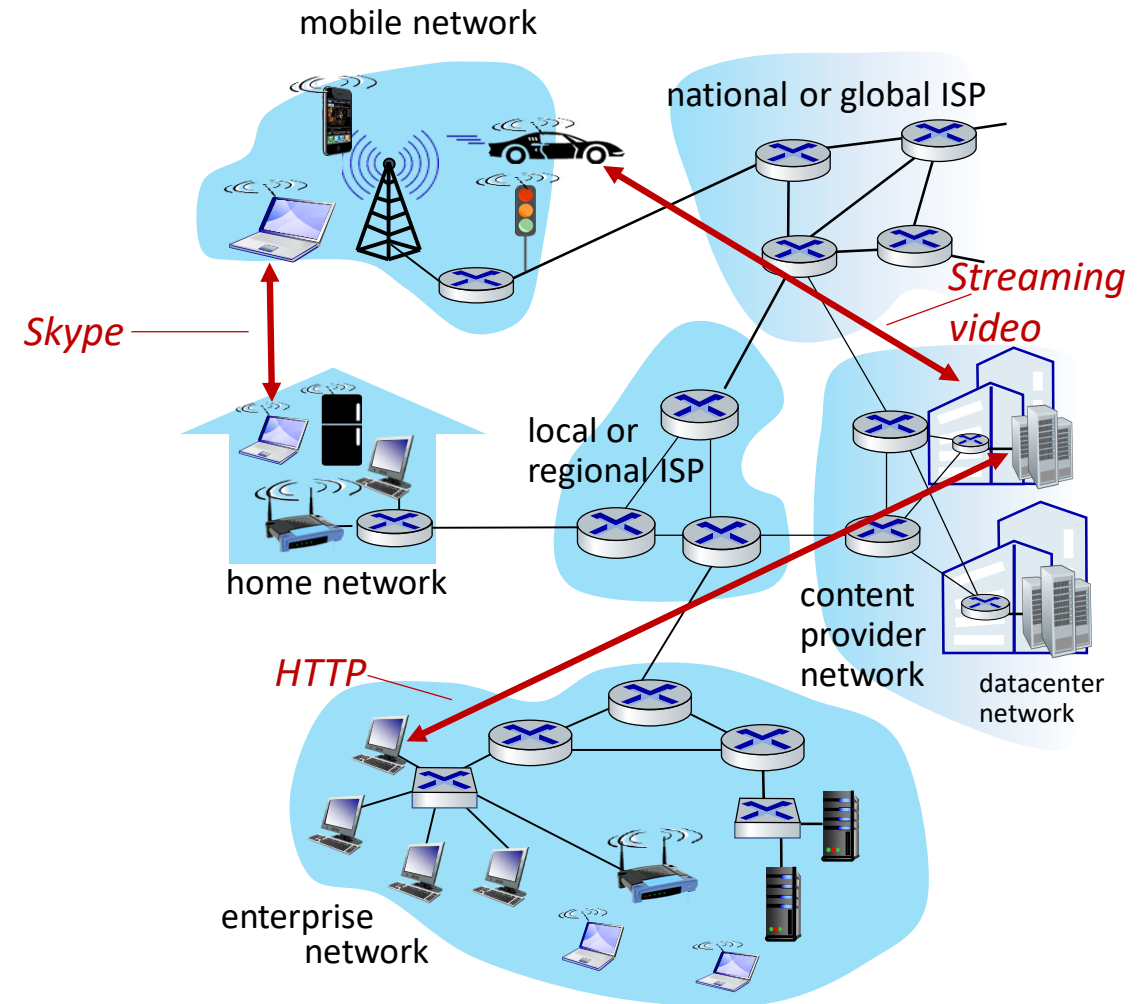 mobile network
national or global ISP
Streaming
video
Skype
local or
regional ISP
home network
content
provider
network
datacenter
network
HTTP
enterprise
network